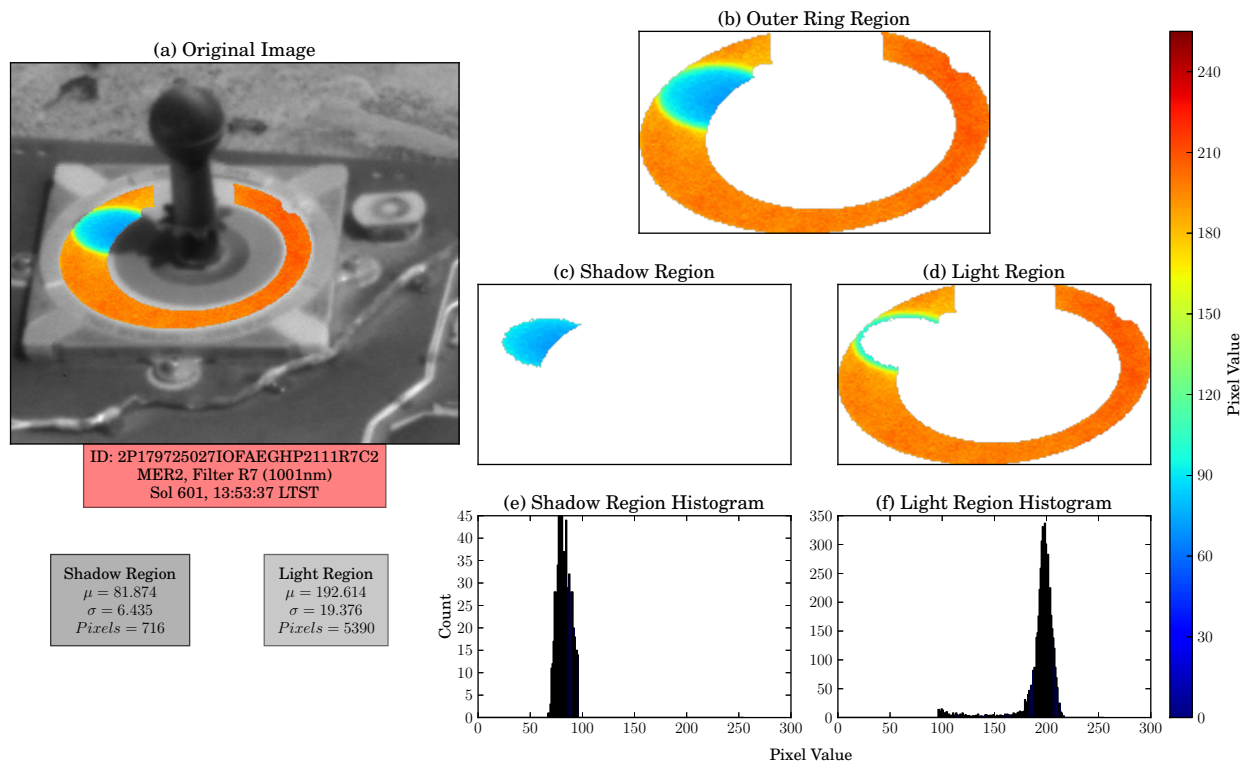 (a) Original Image
ID: 2P179725027IOFAEGHP2111R7C2
MER2, Filter R7 (1001nm)
Sol 601, 13:53:37 LTST
Shadow Region
μ = 81.874
σ = 6.435
Pixels = 716
Light Region
μ = 192.614
σ = 19.376
Pixels = 5390
(b) Outer Ring Region
(c) Shadow Region
(d) Light Region
(e) Shadow Region Histogram
45
40
35
30
25
20
15
10
5
0
Count
0 50 100 150 200 250 300
(f) Light Region Histogram
350
300
250
200
150
100
50
0
0 50 100 150 200 250 300
Pixel Value
240
210
180
150
120
90
60
30
0
Pixel Value